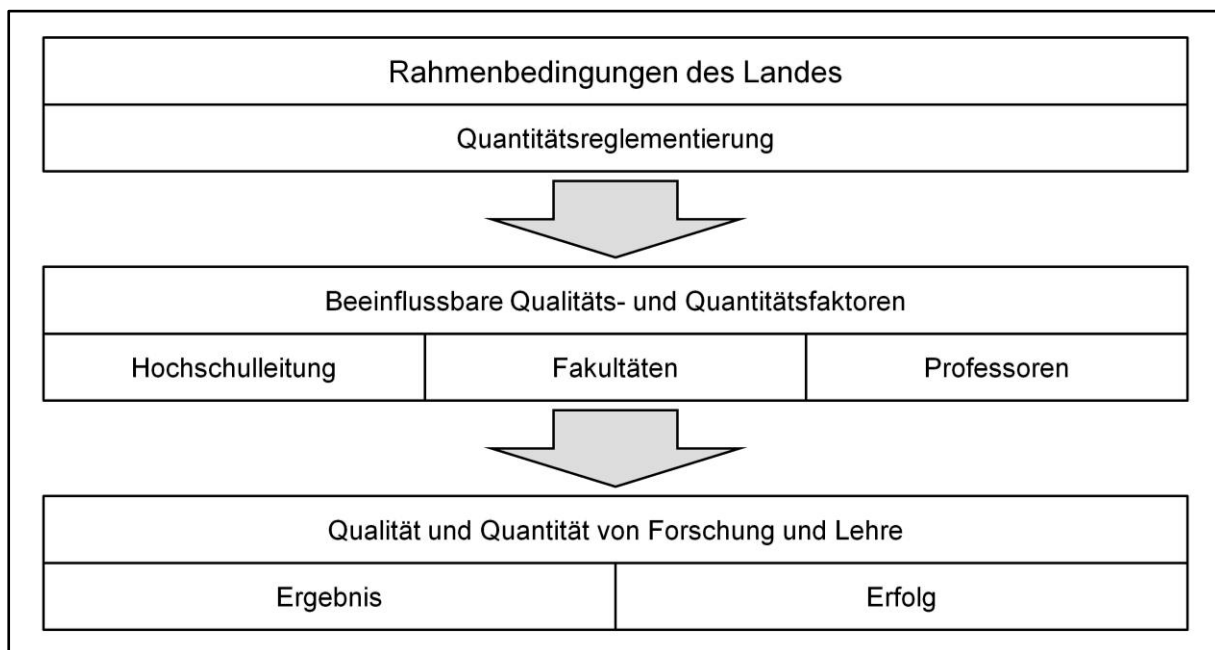 Rahmenbedingungen des Landes
Quantitätsreglementierung
Beeinflussbare Qualitäts- und Quantitätsfaktoren
Hochschulleitung
Fakultäten
Professoren
Qualität und Quantität von Forschung und Lehre
Ergebnis
Erfolg